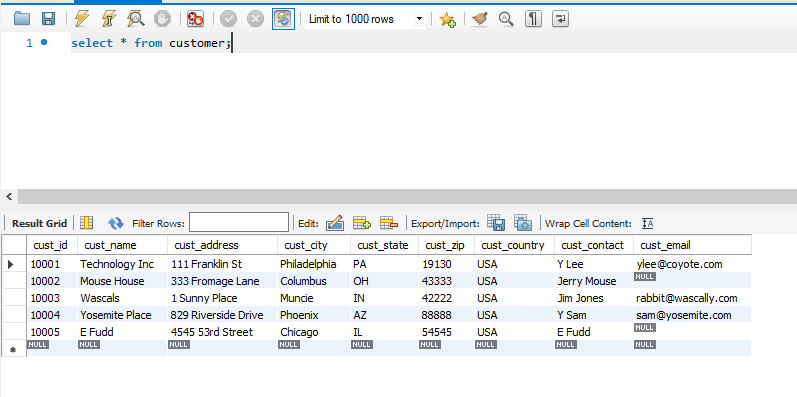 Limit to 1000 rows
1 select * from customer;
Result Grid Filter Rows: Edit: Export/Import: Wrap Cell Content: IA
cust_id cust_name cust_address cust_city cust_state cust_zip cust_country cust_contact cust_email
10001 Technology Inc 111 Franklin St Philadelphia PA 19130 USA Y Lee ylee@coyote.com
10002 Mouse House 333 Fromage Lane Columbus OH 43333 USA Jerry Mouse NULL
10003 Wascals 1 Sunny Place Muncie IN 42222 USA Jim Jones rabbit@wascally.com
10004 Yosemite Place 829 Riverside Drive Phoenix AZ 88888 USA Y Sam sam@yosemite.com
10005 E Fudd 4545 53rd Street Chicago IL 54545 USA E Fudd NULL
NULL NULL NULL NULL NULL NULL NULL NULL NULL